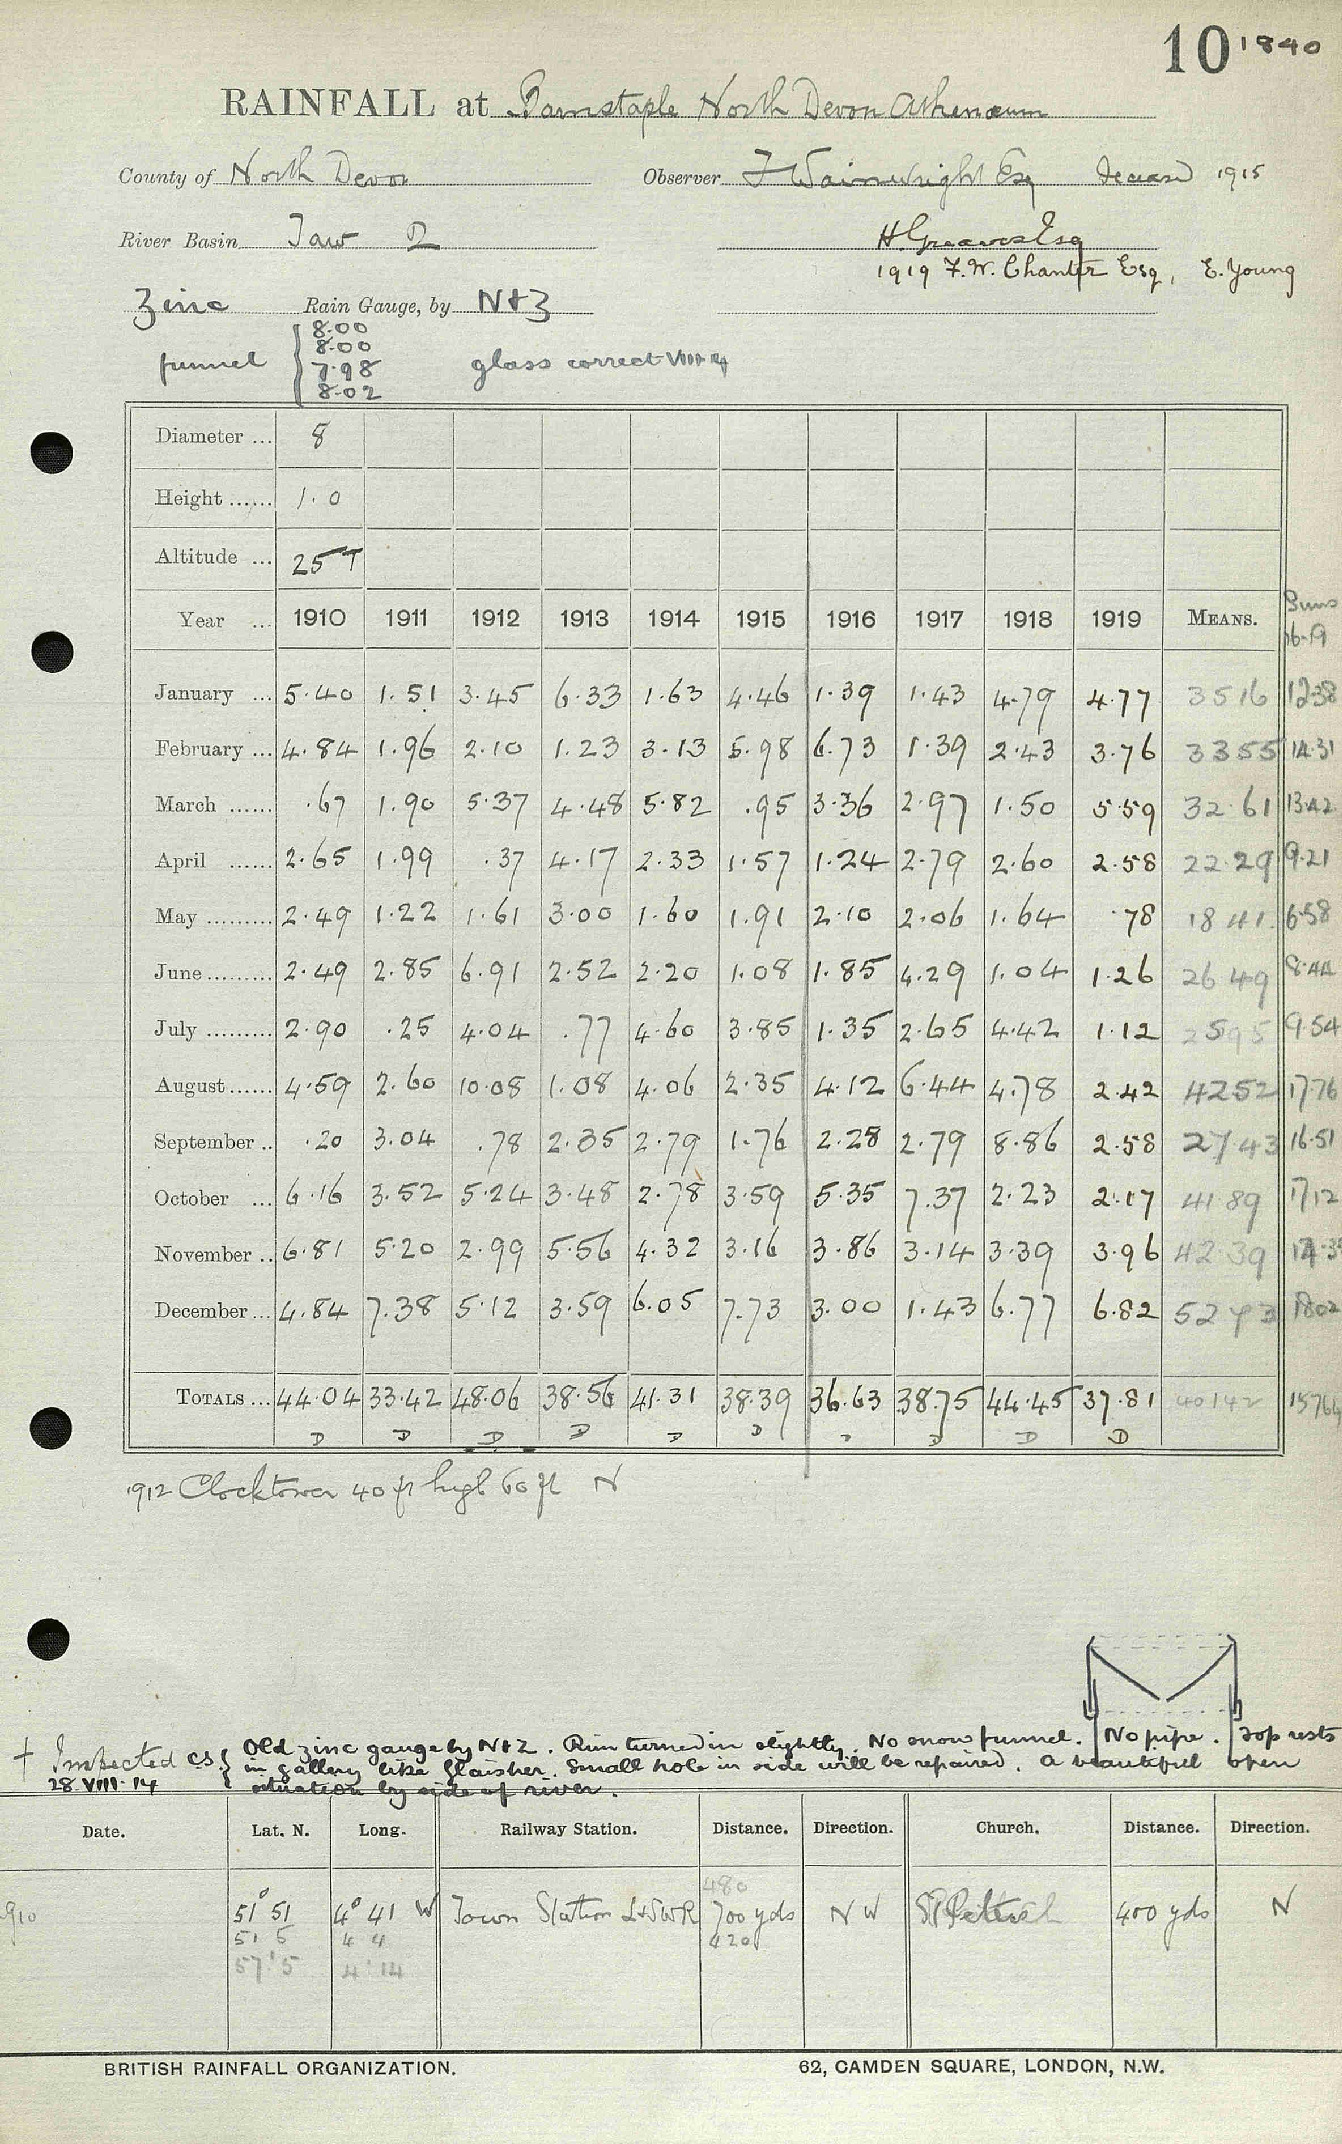 10 1840
RAINFALL at Barnstaple North Devon Athenæum
County of North Devon Observer F Wainwright Esq deceased 1915
River Basin Taw 2 H. Greaves Esq
1919 F. W. Chanter Esq, E. Young
Zinc Rain Gauge, by N+Z
funnel 8.00 8.00 7.98 8.02 glass correct VIII 14
Diameter ... 8
Height ...... 1.0
Altitude ... 25 T
Year ... 1910 1911 1912 1913 1914 1915 1916 1917 1918 1919 MEANS. Sums 16-19
January ... 5.40 1.51 3.45 6.33 1.63 4.46 1.39 1.43 4.79 4.77 35 16 12.38
February ... 4.84 1.96 2.10 1.23 3.13 5.98 6.73 1.39 2.43 3.76 33 55 14.31
March ...... .67 1.90 5.37 4.48 5.82 .95 3.36 2.97 1.50 5.59 32 61 13.42
April ...... 2.65 1.99 .37 4.17 2.33 1.57 1.24 2.79 2.60 2.58 22 29 9.21
May ......... 2.49 1.22 1.61 3.00 1.60 1.91 2.10 2.06 1.64 .78 18 41 6.58
June ......... 2.49 2.85 6.91 2.52 2.20 1.08 1.85 4.29 1.04 1.26 26 49 8.44
July ......... 2.90 .25 4.04 .77 4.60 3.85 1.35 2.65 4.42 1.12 25 95 9.54
August ...... 4.59 2.60 10.08 1.08 4.06 2.35 4.12 6.44 4.78 2.42 42 52 17.76
September .. .20 3.04 .78 2.35 2.79 1.76 2.28 2.79 8.86 2.58 27 43 16.51
October ... 6.16 3.52 5.24 3.48 2.78 3.59 5.35 7.37 2.23 2.17 41 89 17.12
November .. 6.81 5.20 2.99 5.56 4.32 3.16 3.86 3.14 3.39 3.96 42 39 14.35
December ... 4.84 7.38 5.12 3.59 6.05 7.73 3.00 1.43 6.77 6.82 52 73 18.02
TOTALS ... 44.04 33.42 48.06 38.56 41.31 38.39 36.63 38.75 44.45 37.81 401 42 157 64
D D D D D D D D D D
1912 Clocktower 40 ft high 60 ft N
† Inspected CS. Old zinc gauge by N+Z. Rim turned in slightly. No snow funnel. No pipe. Top rests
28.VIII.14 in gallery like Glaisher. Small hole in side will be repaired. A beautiful open
situation by side of river.
Date. Lat. N. Long. Railway Station. Distance. Direction. Church. Distance. Direction.
480
1910 51° 51 4° 41 W Town Station L+SWR 700 yds N W St Peters 400 yds N
51 5 4 4 420
51.5 4.14
BRITISH RAINFALL ORGANIZATION. 62, CAMDEN SQUARE, LONDON, N.W.